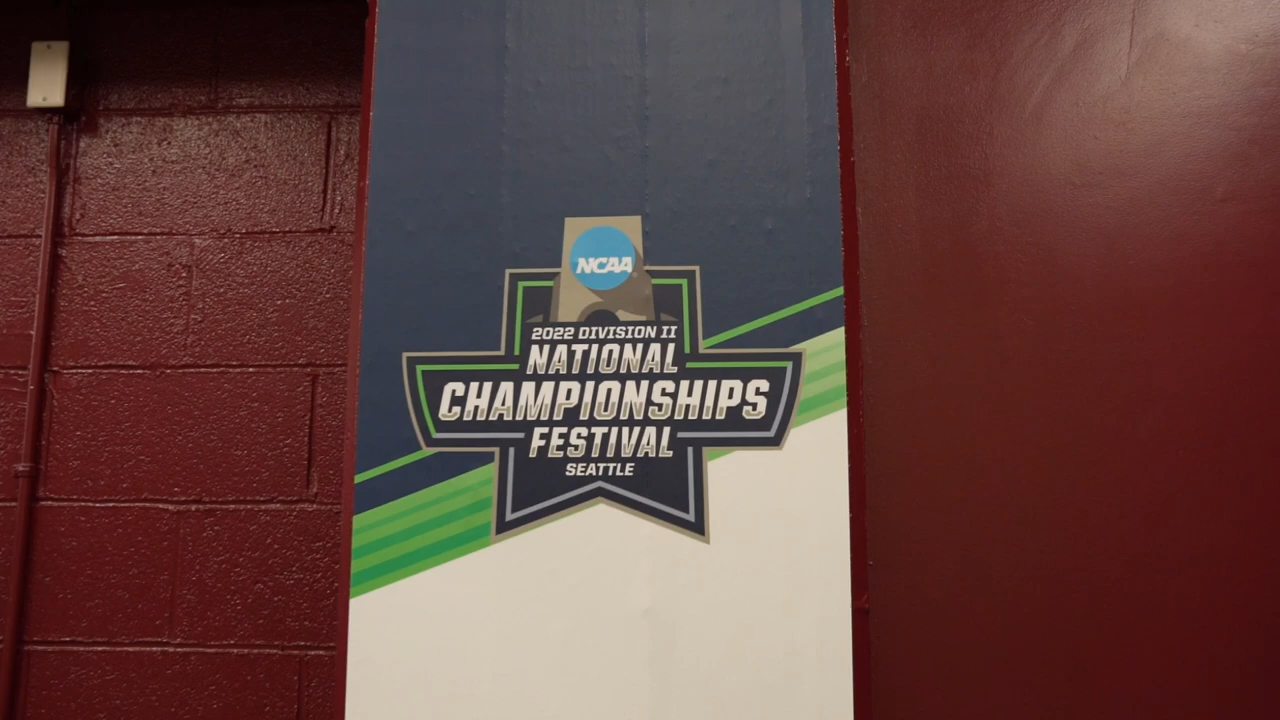 NCAA
2022 DIVISION II
NATIONAL
CHAMPIONSHIPS
FESTIVAL
SEATTLE